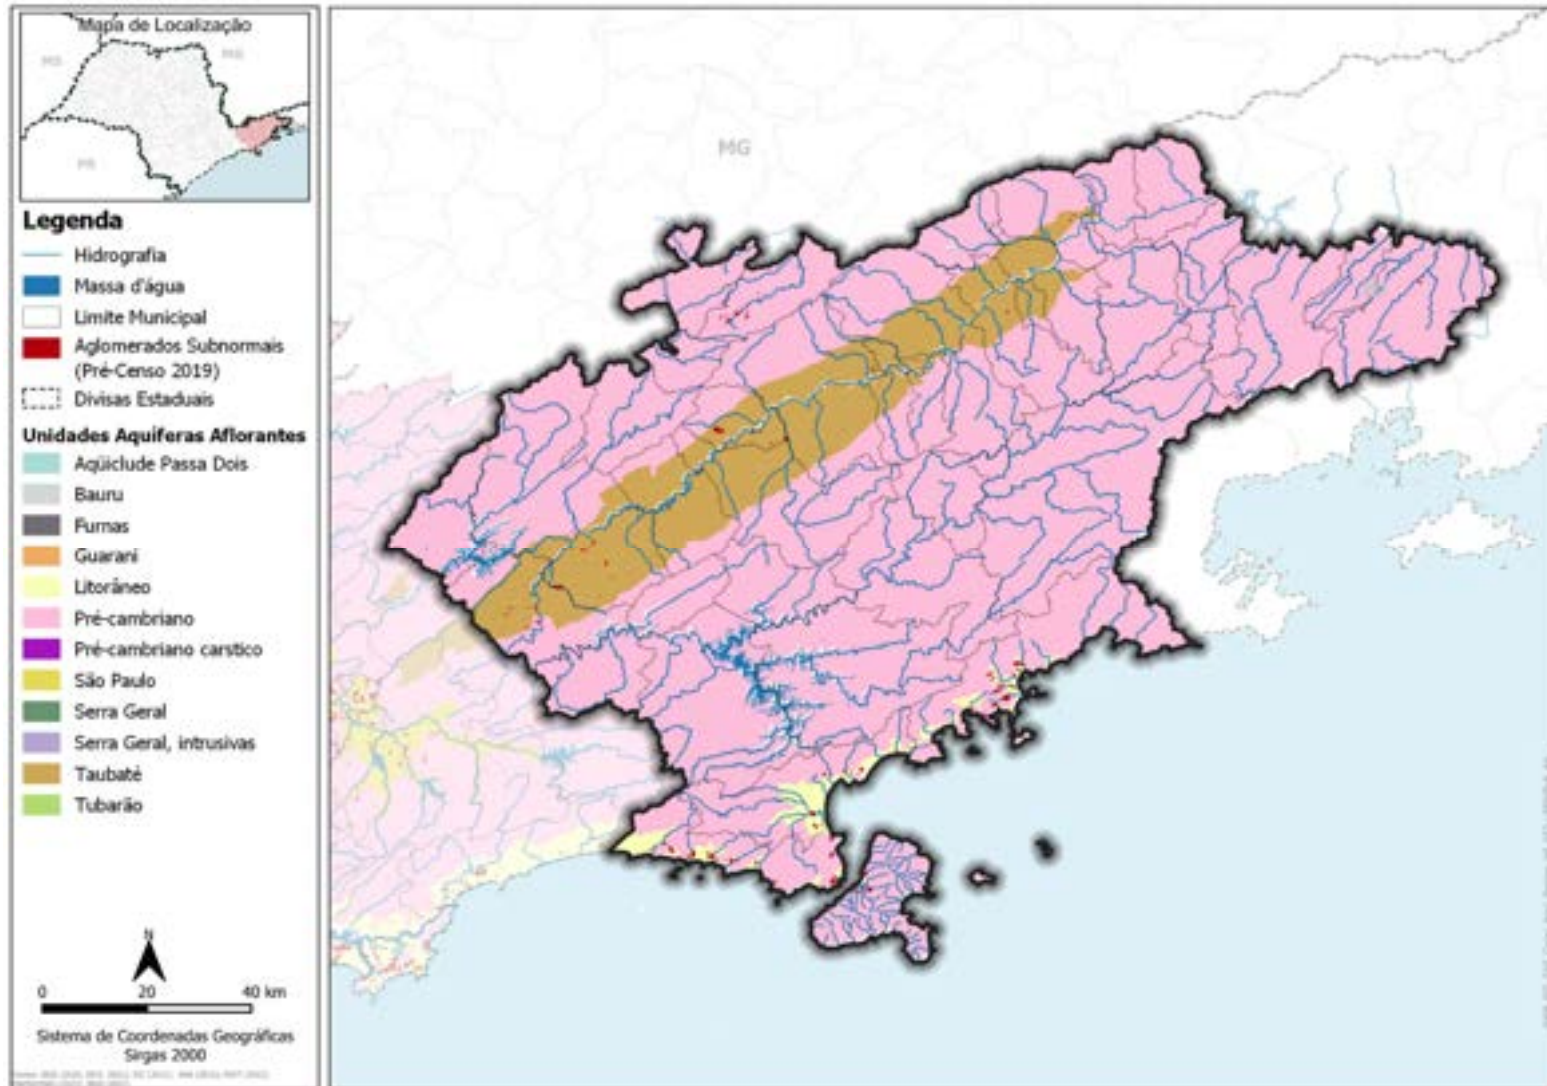 Mapa de Localização
MG
Legenda
Hidrografia
Massa d'água
Limite Municipal
Aglomerados Subnormais
(Pré-Censo 2019)
Divisas Estaduais
Unidades Aquíferas Aflorantes
Aqüiclude Passa Dois
Bauru
Furnas
Guarani
Litorâneo
Pré-cambriano
Pré-cambriano carstico
São Paulo
Serra Geral
Serra Geral, intrusivas
Taubaté
Tubarão
N
0 20 40 km
Sistema de Coordenadas Geográficas
Sirgas 2000
MG